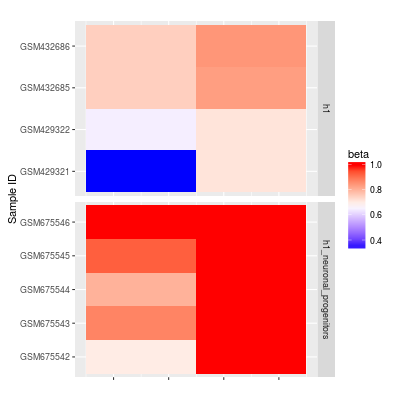 GSM432686
GSM432685
GSM429322
GSM429321
h1
GSM675546
GSM675545
GSM675544
GSM675543
GSM675542
h1_neuronal_progenitors
Sample ID
beta
1.0
0.8
0.6
0.4